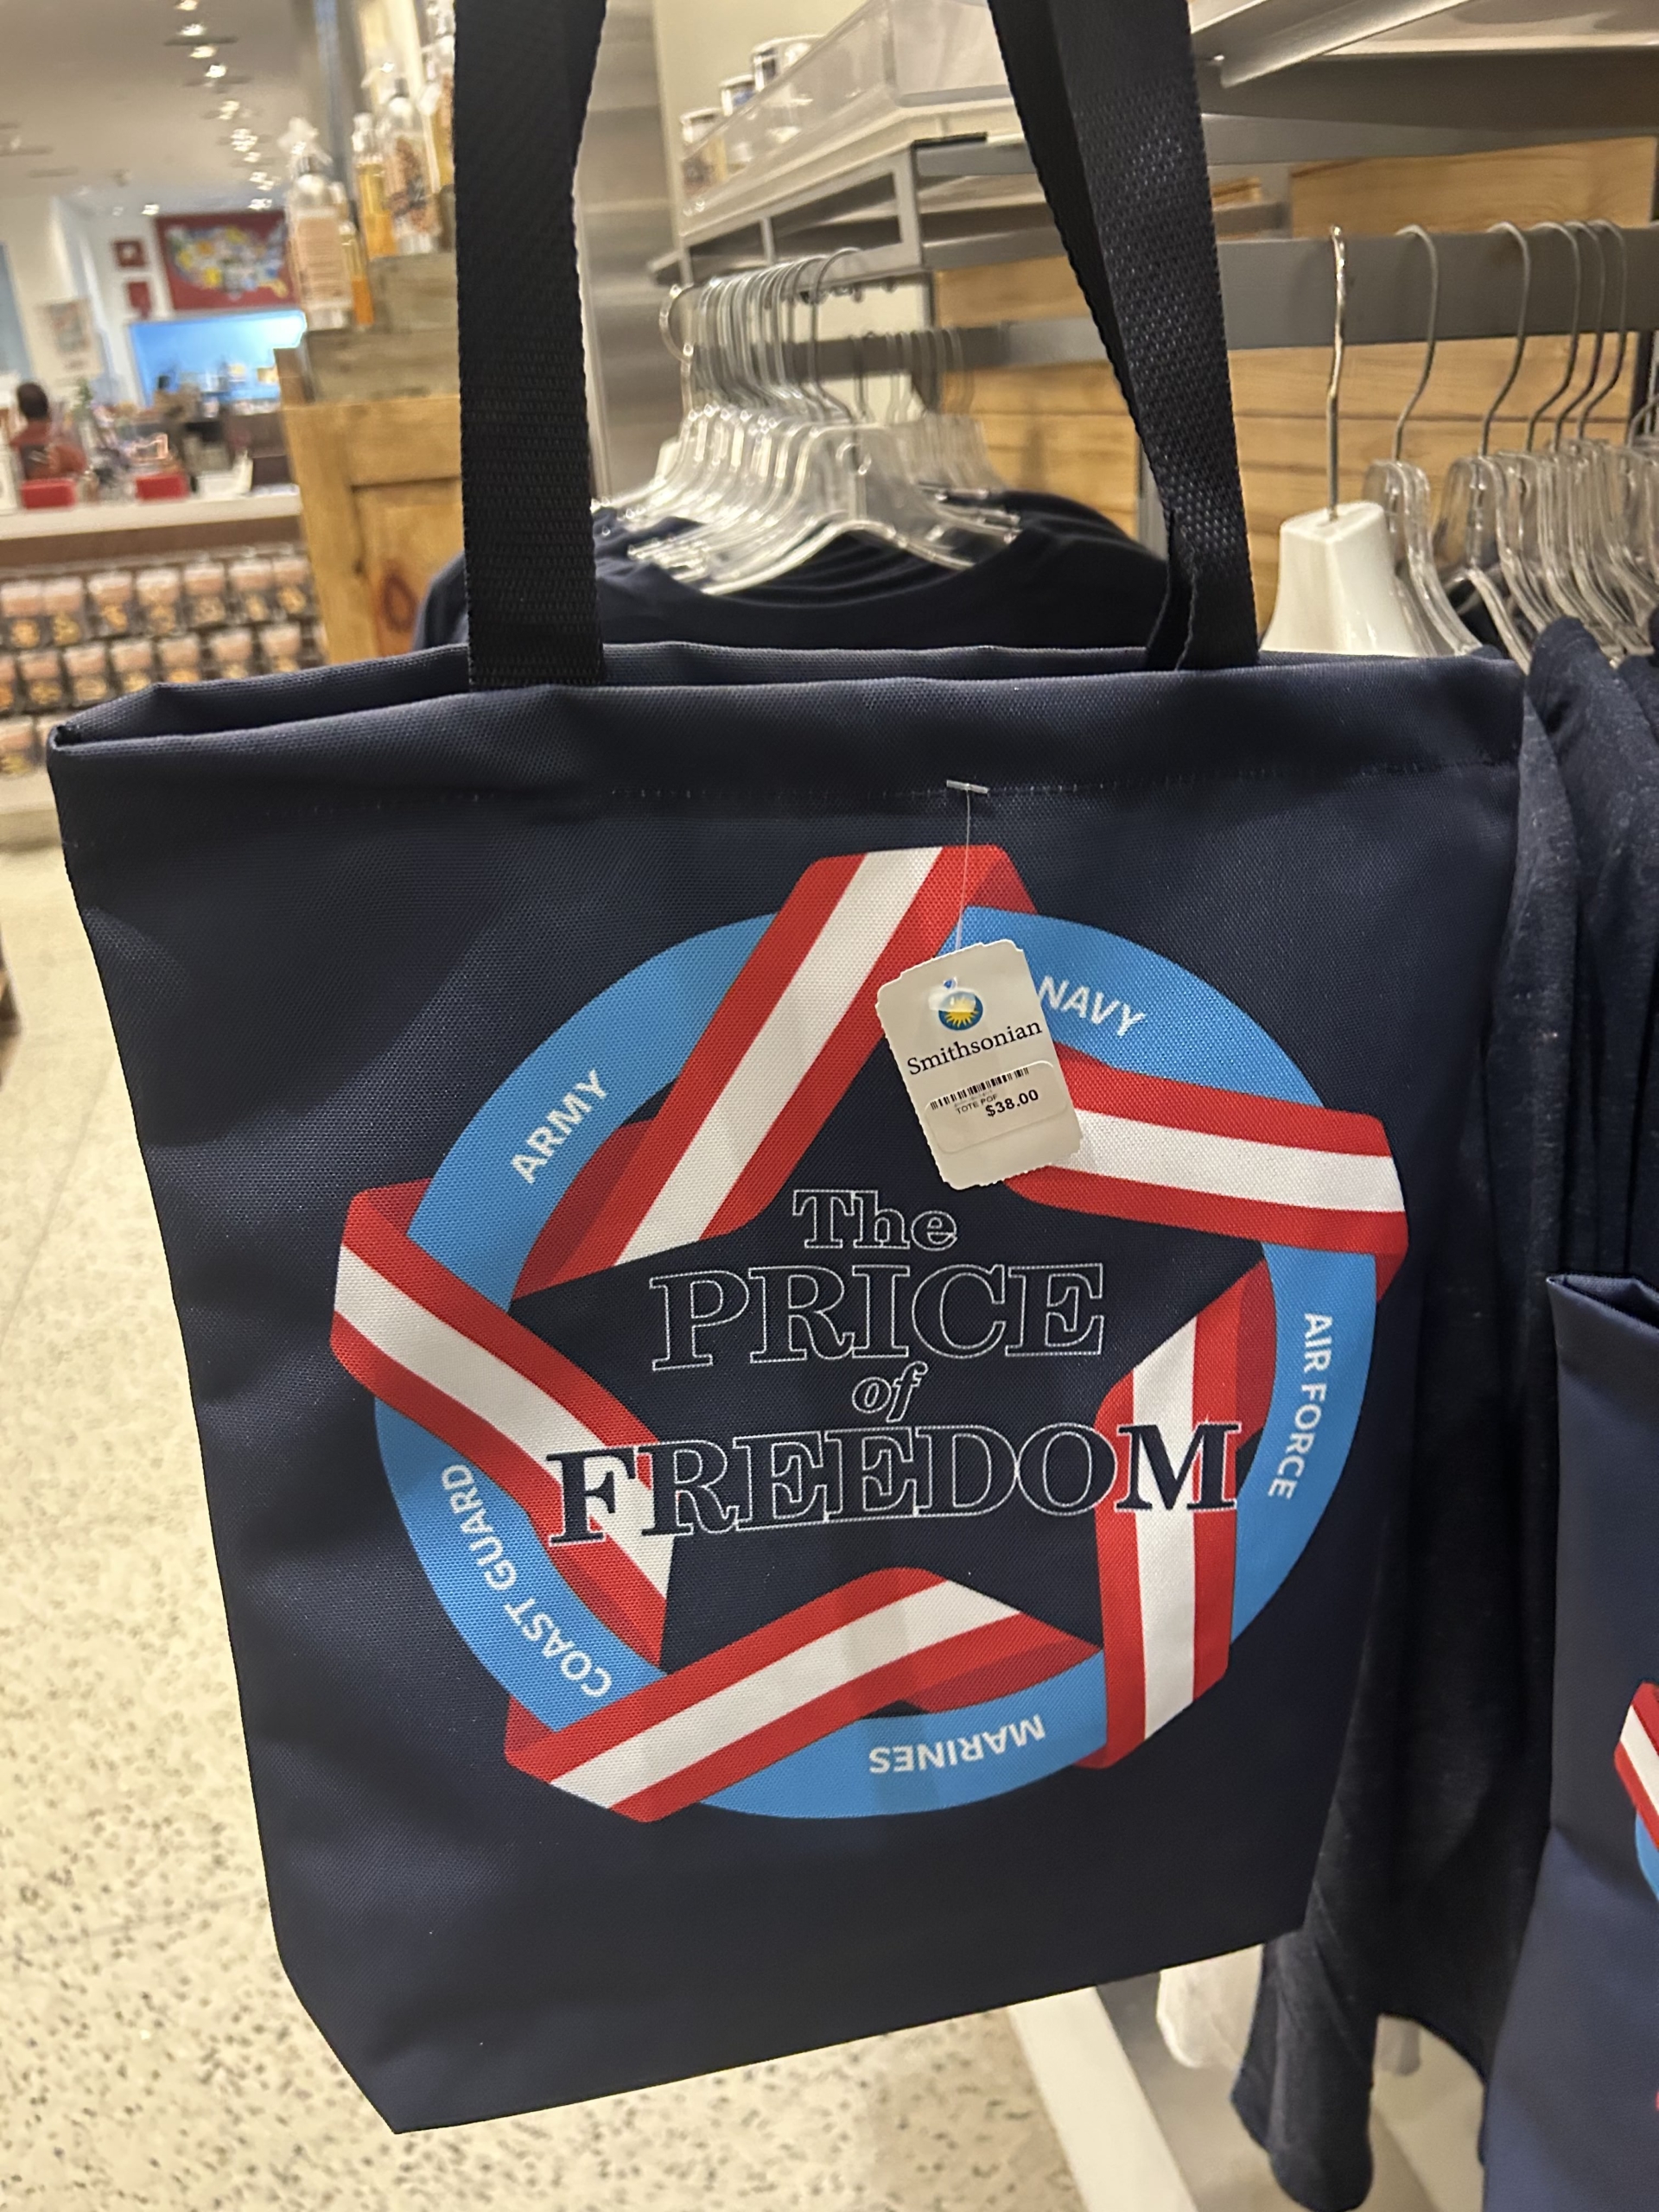 NAVY
ARMY
Smithsonian
TOTE POF
$38.00
The
PRICE
of
FREEDOM
AIR FORCE
COAST GUARD
MARINES